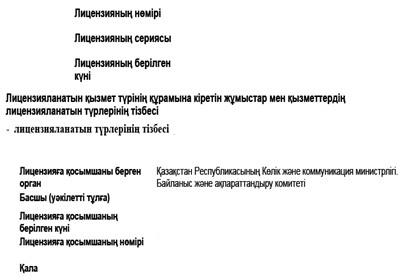 Лицензияның нөмірі
Лицензияның сериясы
Лицензияның берілген
күні
Лицензияланатын қызмет түрінің құрамына кіретін жұмыстар мен қызметтердің
лицензияланатын түрлерінің тізбесі
- лицензияланатын түрлерінің тізбесі
Лицензияға қосымшаны берген
орган
Қазақстан Республикасының Көлік және коммуникация министрлігі.
Байланыс және ақпараттандыру комитеті
Басшы (уәкілетті тұлға)
Лицензияға қосымшаның
берілген күні
Лицензияға қосымшаның нөмірі
Қала